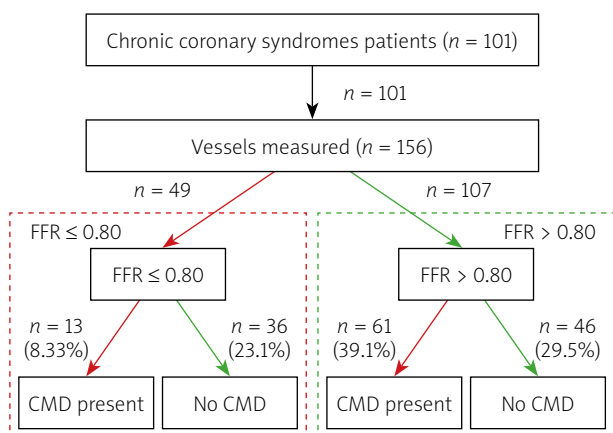 Chronic coronary syndromes patients (n = 101)
n = 101
Vessels measured (n = 156)
n = 49
n = 107
FFR ≤ 0.80
FFR > 0.80
FFR ≤ 0.80
FFR > 0.80
n = 13
(8.33%)
n = 36
(23.1%)
n = 61
(39.1%)
n = 46
(29.5%)
CMD present
No CMD
CMD present
No CMD